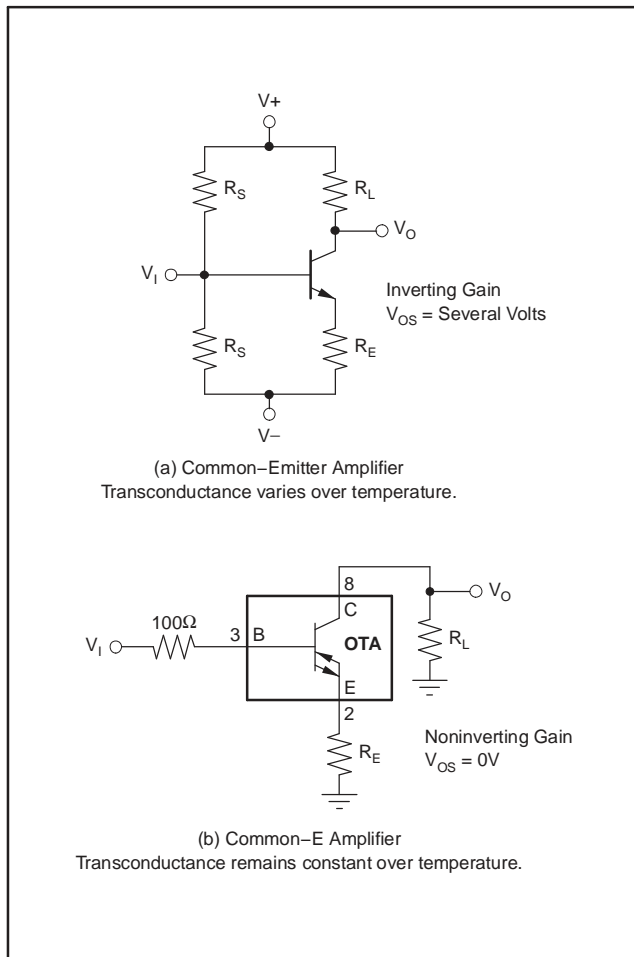 V+
R_S
R_L
V_O
V_I
Inverting Gain
V_OS = Several Volts
R_S
R_E
V−
(a) Common−Emitter Amplifier
Transconductance varies over temperature.
8
V_O
100Ω
C
3 B
OTA
R_L
V_I
E
2
Noninverting Gain
V_OS = 0V
R_E
(b) Common−E Amplifier
Transconductance remains constant over temperature.